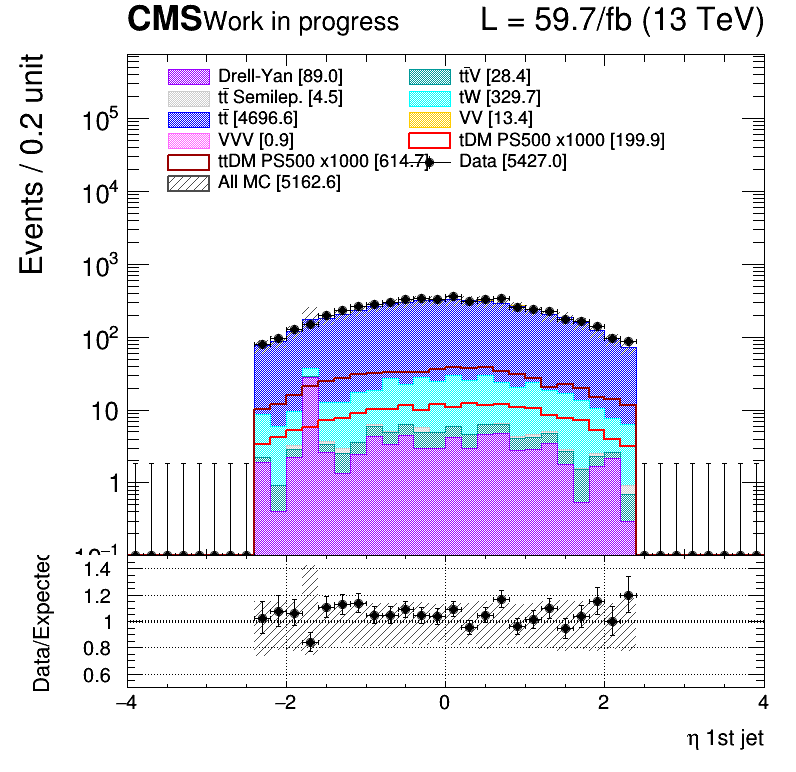 CMS Work in progress L = 59.7/fb (13 TeV)
Events / 0.2 unit
Drell-Yan [89.0] tt̄V [28.4]
tt̄ Semilep. [4.5] tW [329.7]
tt̄ [4696.6] VV [13.4]
VVV [0.9] tDM PS500 x1000 [199.9]
ttDM PS500 x1000 [614.7] Data [5427.0]
All MC [5162.6]
10⁵
10⁴
10³
10²
10
1
10⁻¹
Data/Expected
1.4
1.2
1
0.8
0.6
−4 −2 0 2 4
η 1st jet